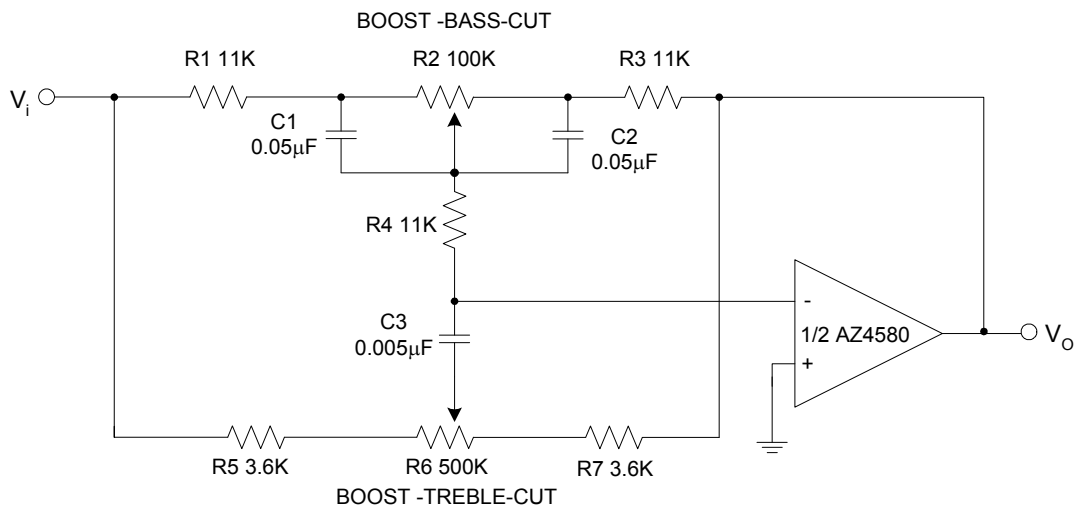 BOOST -BASS-CUT
R1 11K
R2 100K
R3 11K
Vi
C1
0.05μF
C2
0.05μF
R4 11K
-
C3
0.005μF
1/2 AZ4580
VO
+
R5 3.6K
R6 500K
R7 3.6K
BOOST -TREBLE-CUT